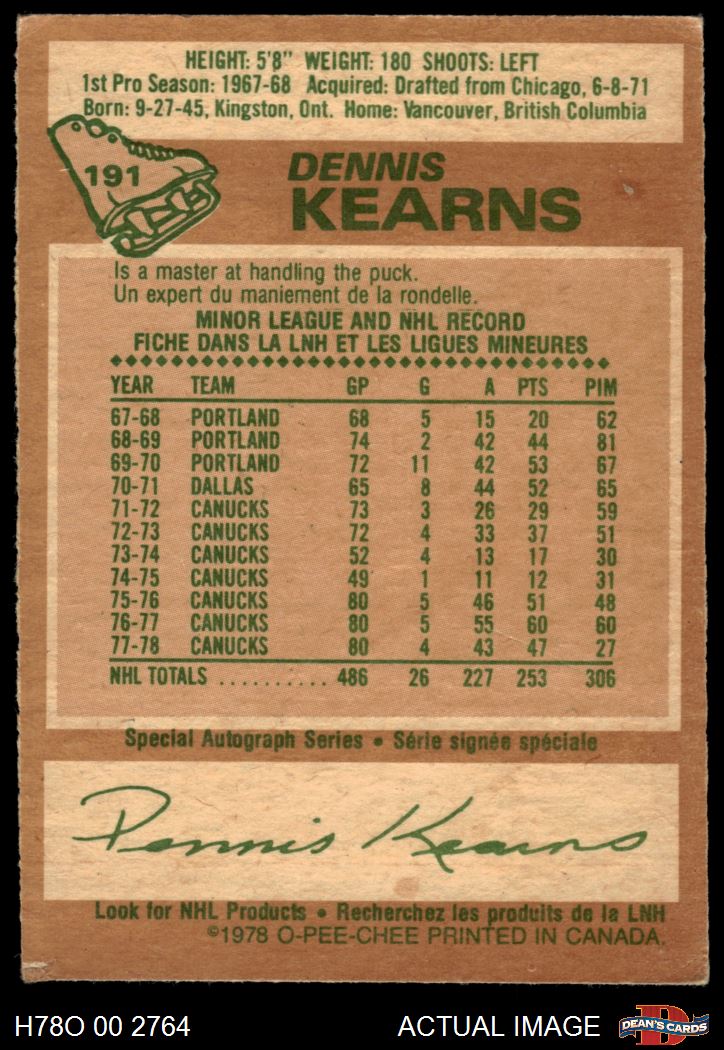 HEIGHT: 5'8" WEIGHT: 180 SHOOTS: LEFT
1st Pro Season: 1967-68 Acquired: Drafted from Chicago, 6-8-71
Born: 9-27-45, Kingston, Ont. Home: Vancouver, British Columbia
191
DENNIS
KEARNS
Is a master at handling the puck.
Un expert du maniement de la rondelle.
MINOR LEAGUE AND NHL RECORD
FICHE DANS LA LNH ET LES LIGUES MINEURES
YEAR TEAM GP G A PTS PIM
67-68 PORTLAND 68 5 15 20 62
68-69 PORTLAND 74 2 42 44 81
69-70 PORTLAND 72 11 42 53 67
70-71 DALLAS 65 8 44 52 65
71-72 CANUCKS 73 3 26 29 59
72-73 CANUCKS 72 4 33 37 51
73-74 CANUCKS 52 4 13 17 30
74-75 CANUCKS 49 1 11 12 31
75-76 CANUCKS 80 5 46 51 48
76-77 CANUCKS 80 5 55 60 60
77-78 CANUCKS 80 4 43 47 27
NHL TOTALS .......... 486 26 227 253 306
Special Autograph Series • Série signée spéciale
Dennis Kearns
Look for NHL Products • Recherchez les produits de la LNH
©1978 O-PEE-CHEE PRINTED IN CANADA.
H78O 00 2764 ACTUAL IMAGE D DEAN'S CARDS